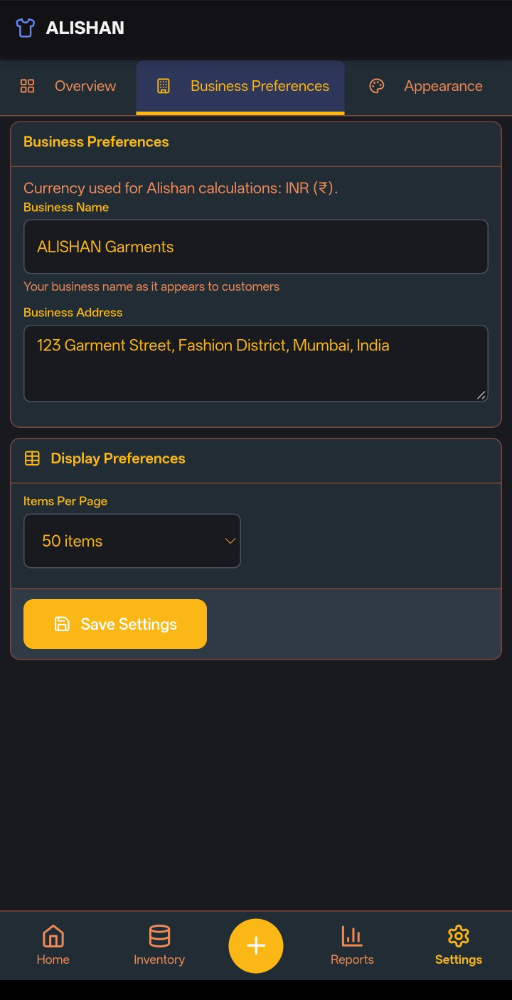 ALISHAN
Overview
Business Preferences
Appearance
Business Preferences
Currency used for Alishan calculations: INR (₹).
Business Name
ALISHAN Garments
Your business name as it appears to customers
Business Address
123 Garment Street, Fashion District, Mumbai, India
Display Preferences
Items Per Page
50 items
Save Settings
Home
Inventory
Reports
Settings